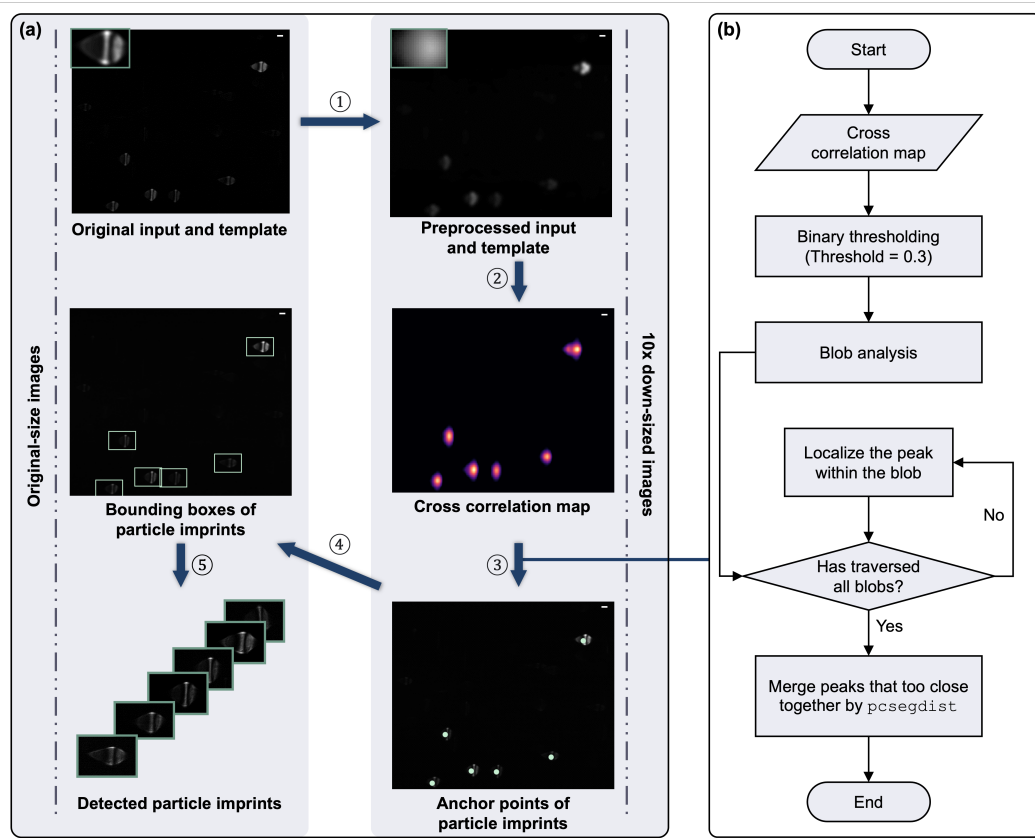 (a)
①
Original input and template
Preprocessed input
and template
②
Original-size images
10x down-sized images
Bounding boxes of
particle imprints
Cross correlation map
④
③
⑤
Detected particle imprints
Anchor points of
particle imprints
(b)
Start
Cross
correlation map
Binary thresholding
(Threshold = 0.3)
Blob analysis
Localize the peak
within the blob
No
Has traversed
all blobs?
Yes
Merge peaks that too close
together by pcsegdist
End